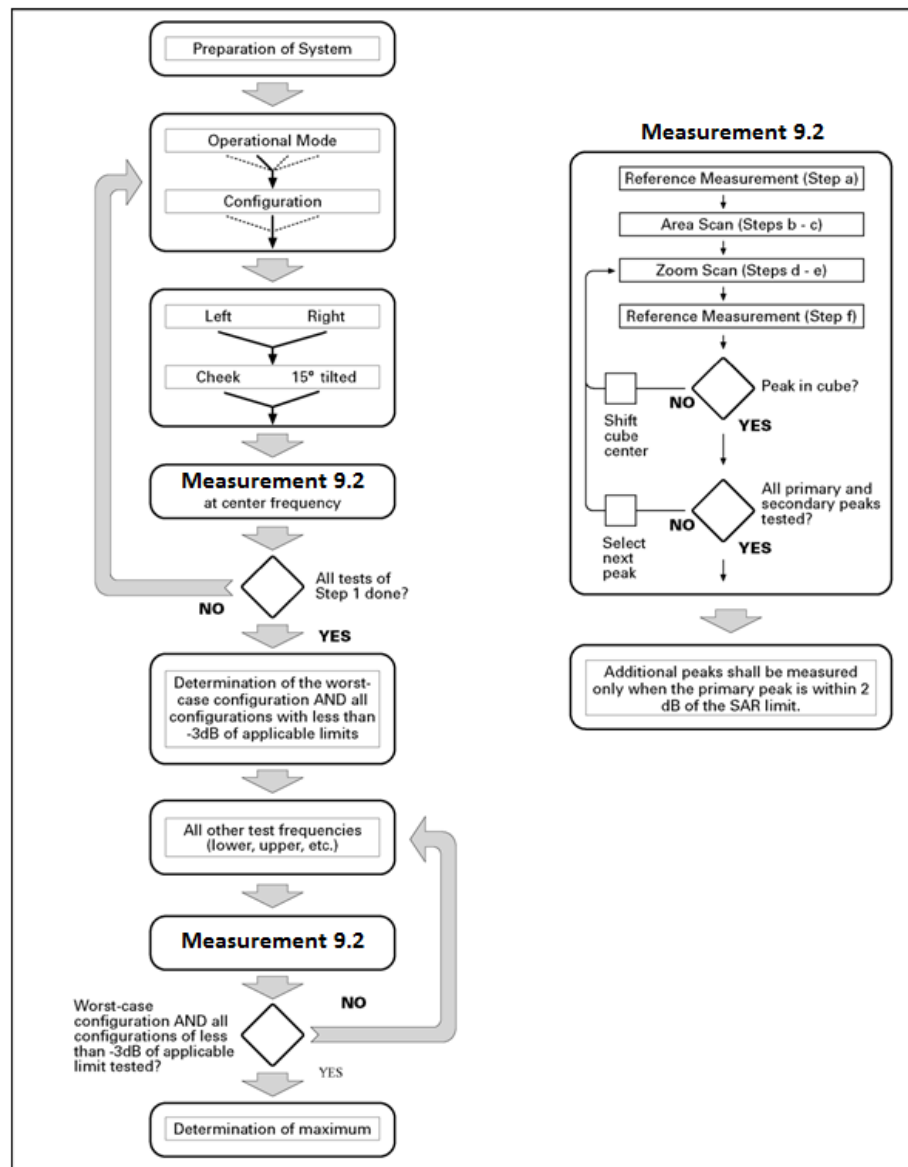 Preparation of System
Operational Mode
Configuration
Left Right
Cheek 15° tilted
Measurement 9.2
at center frequency
All tests of
Step 1 done?
NO
YES
Determination of the worst-
case configuration AND all
configurations with less than
-3dB of applicable limits
All other test frequencies
(lower, upper, etc.)
Measurement 9.2
NO
Worst-case
configuration AND all
configurations of less
than -3dB of applicable
limit tested?
YES
Determination of maximum
Measurement 9.2
Reference Measurement (Step a)
Area Scan (Steps b - c)
Zoom Scan (Steps d - e)
Reference Measurement (Step f)
Peak in cube?
NO
YES
Shift
cube
center
All primary and
secondary peaks
tested?
NO
YES
Select
next
peak
Additional peaks shall be measured
only when the primary peak is within 2
dB of the SAR limit.